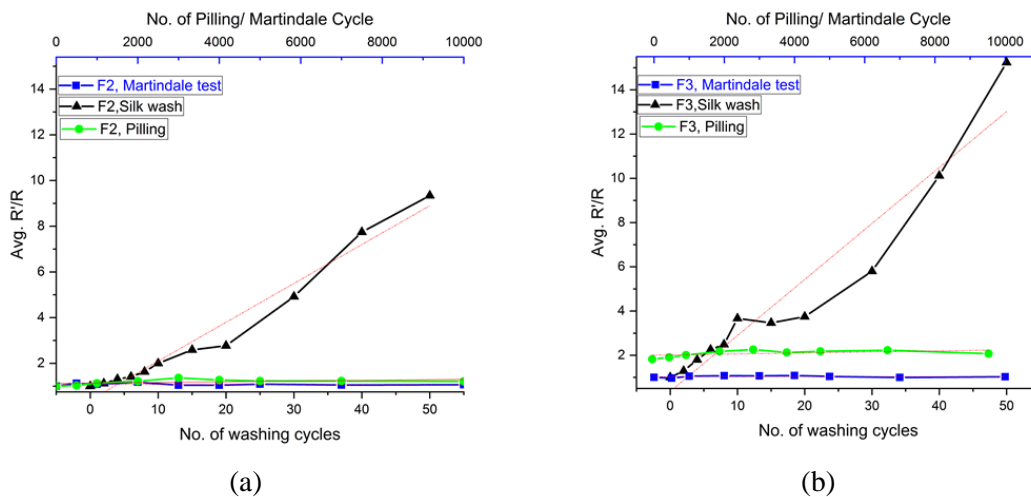 No. of Pilling/ Martindale Cycle
0 2000 4000 6000 8000 10000
F2, Martindale test
F2,Silk wash
F2, Pilling
14
12
10
8
6
4
2
Avg. R'/R
0 10 20 30 40 50
No. of washing cycles
(a)
No. of Pilling/ Martindale Cycle
0 2000 4000 6000 8000 10000
F3, Martindale test
F3,Silk wash
F3, Pilling
14
12
10
8
6
4
2
Avg. R'/R
0 10 20 30 40 50
No. of washing cycles
(b)